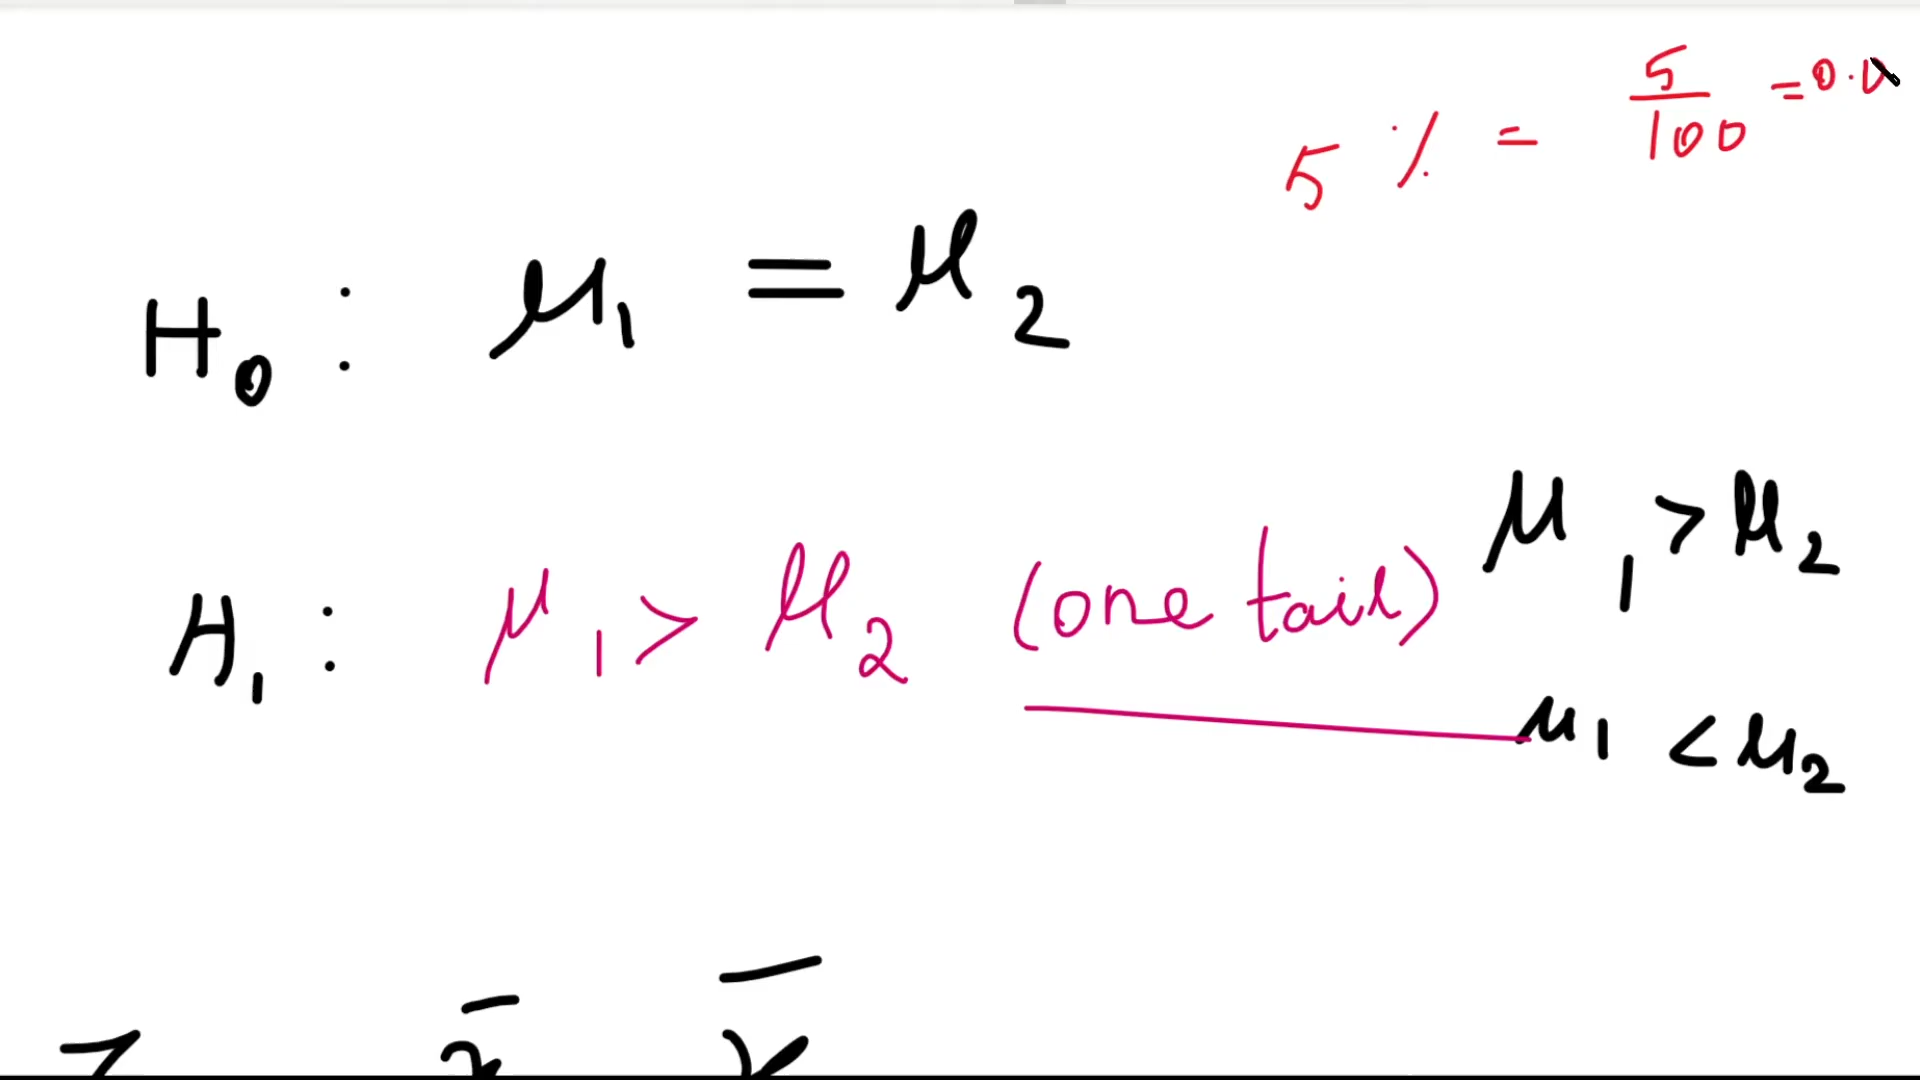 5 % = 5/100 = 0.0
H₀ : μ₁ = μ₂
μ₁ > μ₂
H₁ : μ₁ > μ₂ (one tail)
μ₁ < μ₂